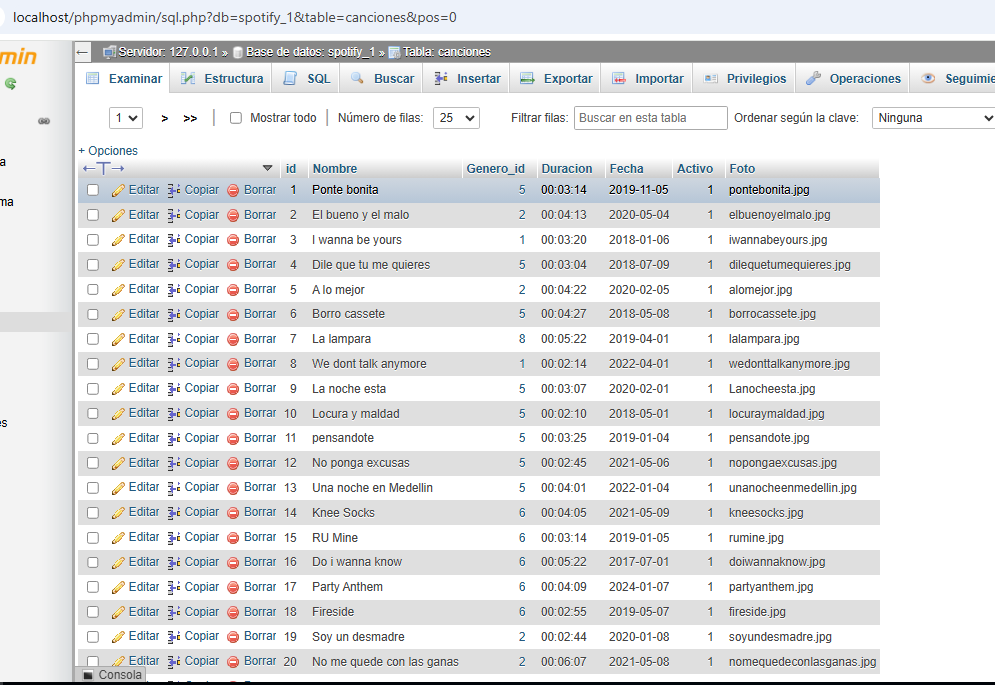 localhost/phpmyadmin/sql.php?db=spotify_1&table=canciones&pos=0
min
Servidor: 127.0.0.1 » Base de datos: spotify_1 » Tabla: canciones
Examinar Estructura SQL Buscar Insertar Exportar Importar Privilegios Operaciones Seguimie
1 > >> Mostrar todo Número de filas: 25 Filtrar filas: Buscar en esta tabla Ordenar según la clave: Ninguna
+ Opciones
a
←T→ id Nombre Genero_id Duracion Fecha Activo Foto
Editar Copiar Borrar 1 Ponte bonita 5 00:03:14 2019-11-05 1 pontebonita.jpg
ma
Editar Copiar Borrar 2 El bueno y el malo 2 00:04:13 2020-05-04 1 elbuenoyelmalo.jpg
Editar Copiar Borrar 3 I wanna be yours 1 00:03:20 2018-01-06 1 iwannabeyours.jpg
Editar Copiar Borrar 4 Dile que tu me quieres 5 00:03:04 2018-07-09 1 dilequetumequieres.jpg
Editar Copiar Borrar 5 A lo mejor 2 00:04:22 2020-02-05 1 alomejor.jpg
Editar Copiar Borrar 6 Borro cassete 5 00:04:27 2018-05-08 1 borrocassete.jpg
Editar Copiar Borrar 7 La lampara 8 00:05:22 2019-04-01 1 lalampara.jpg
Editar Copiar Borrar 8 We dont talk anymore 1 00:02:14 2022-04-01 1 wedonttalkanymore.jpg
Editar Copiar Borrar 9 La noche esta 5 00:03:07 2020-02-01 1 Lanocheesta.jpg
Editar Copiar Borrar 10 Locura y maldad 5 00:02:10 2018-05-01 1 locuraymaldad.jpg
es
Editar Copiar Borrar 11 pensandote 5 00:03:25 2019-01-04 1 pensandote.jpg
Editar Copiar Borrar 12 No ponga excusas 5 00:02:45 2021-05-06 1 nopongaexcusas.jpg
Editar Copiar Borrar 13 Una noche en Medellin 5 00:04:01 2022-01-04 1 unanocheenmedellin.jpg
Editar Copiar Borrar 14 Knee Socks 6 00:04:05 2021-05-09 1 kneesocks.jpg
Editar Copiar Borrar 15 RU Mine 6 00:03:14 2019-01-05 1 rumine.jpg
Editar Copiar Borrar 16 Do i wanna know 6 00:05:22 2017-07-01 1 doiwannaknow.jpg
Editar Copiar Borrar 17 Party Anthem 6 00:04:09 2024-01-07 1 partyanthem.jpg
Editar Copiar Borrar 18 Fireside 6 00:02:55 2019-05-07 1 fireside.jpg
Editar Copiar Borrar 19 Soy un desmadre 2 00:02:44 2020-01-08 1 soyundesmadre.jpg
Editar Copiar Borrar 20 No me quede con las ganas 2 00:06:07 2021-05-08 1 nomequedeconlasganas.jpg
Consola